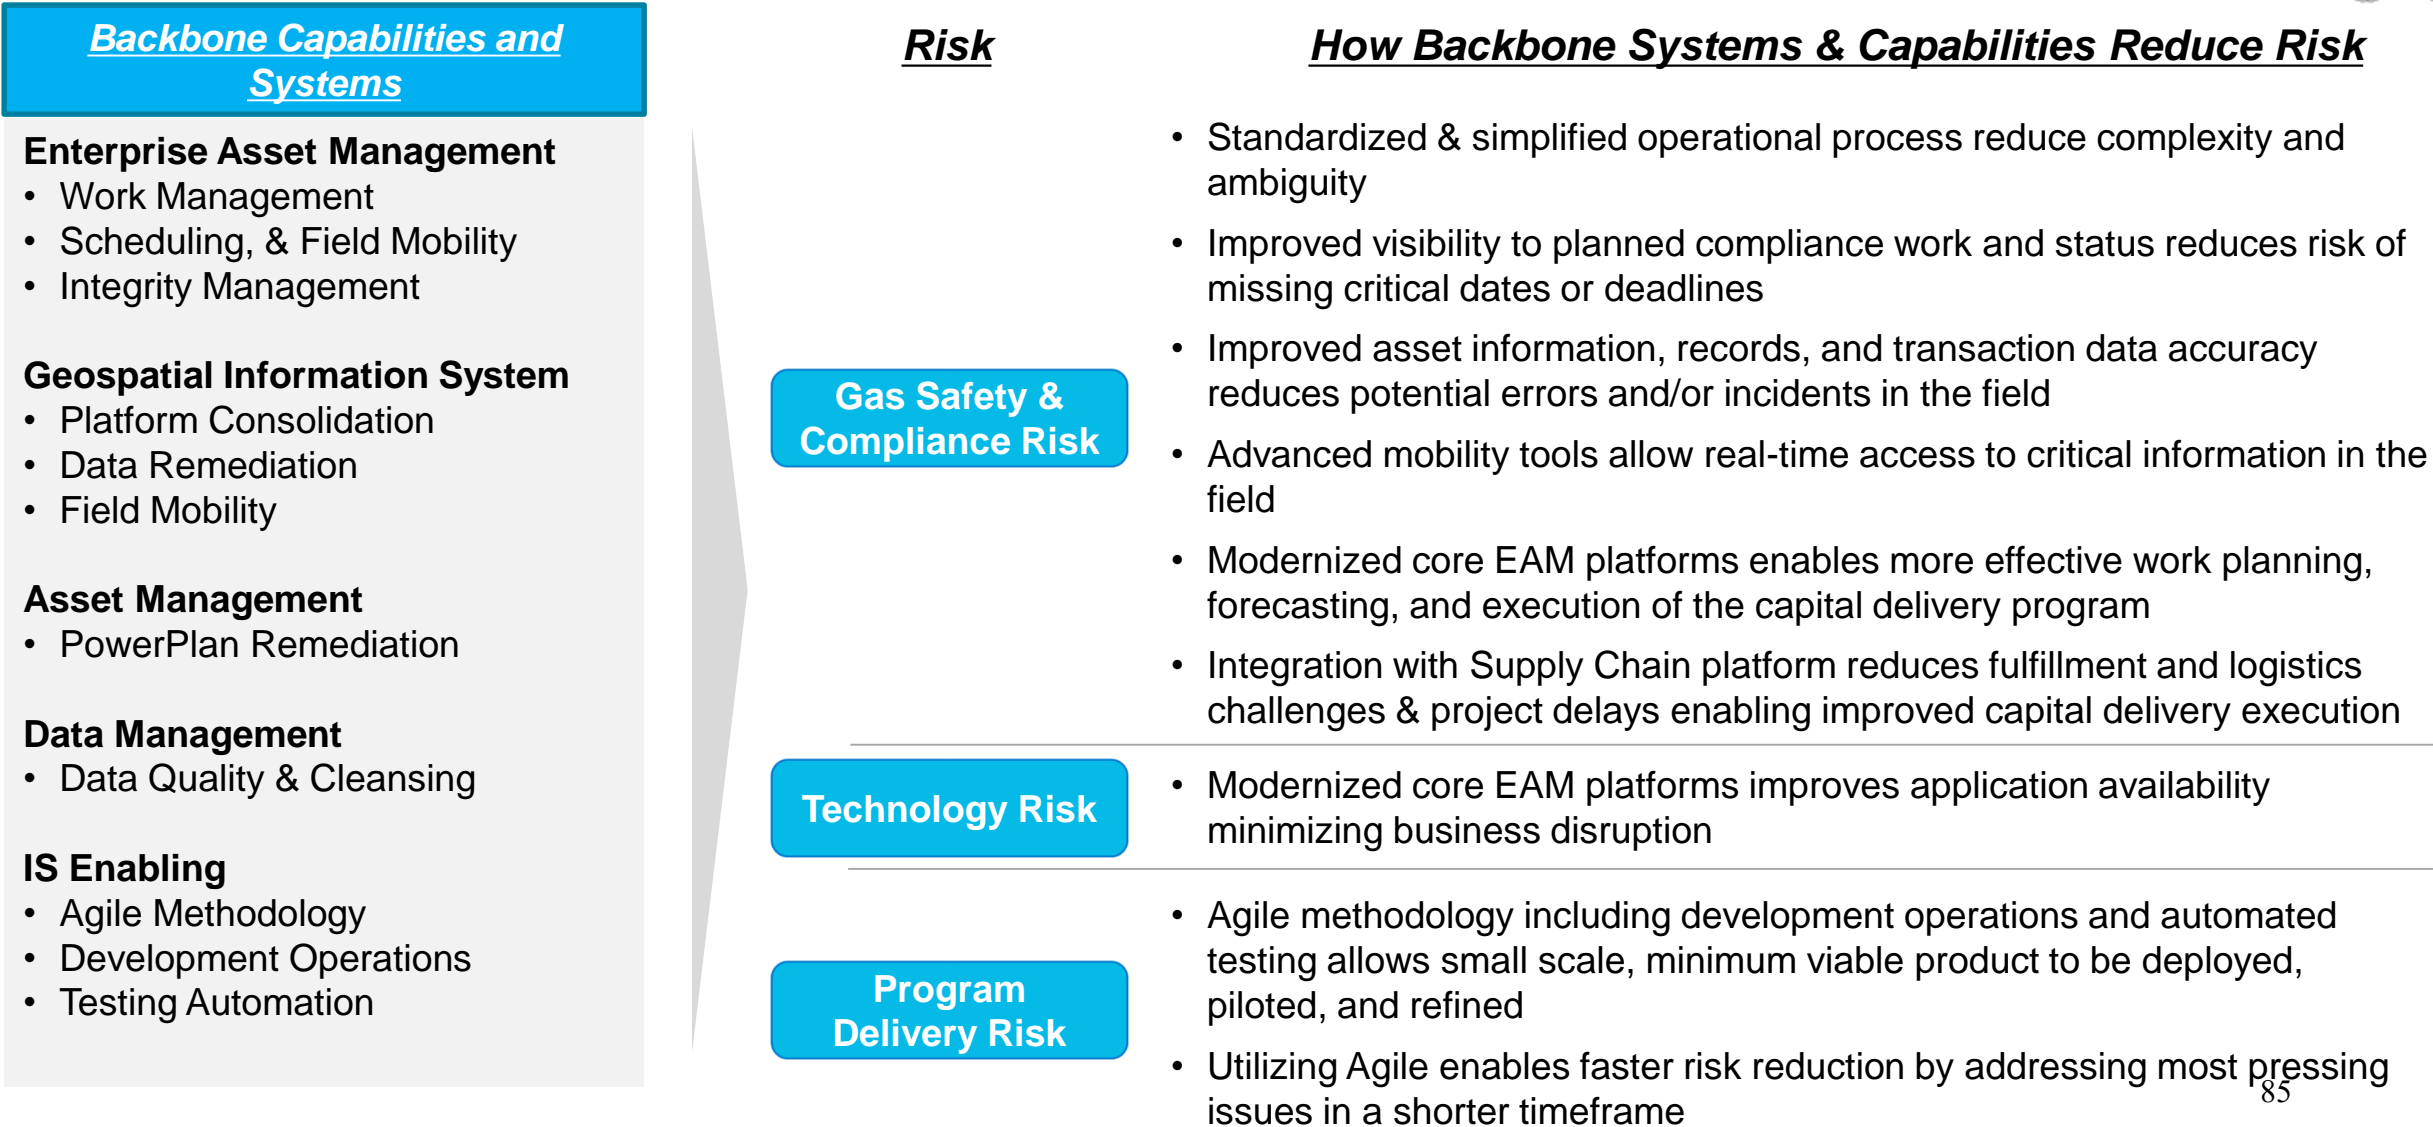 Backbone Capabilities and
Systems
Enterprise Asset Management
• Work Management
• Scheduling, & Field Mobility
• Integrity Management
Geospatial Information System
• Platform Consolidation
• Data Remediation
• Field Mobility
Asset Management
• PowerPlan Remediation
Data Management
• Data Quality & Cleansing
IS Enabling
• Agile Methodology
• Development Operations
• Testing Automation
Risk
How Backbone Systems & Capabilities Reduce Risk
Gas Safety &
Compliance Risk
• Standardized & simplified operational process reduce complexity and
ambiguity
• Improved visibility to planned compliance work and status reduces risk of
missing critical dates or deadlines
• Improved asset information, records, and transaction data accuracy
reduces potential errors and/or incidents in the field
• Advanced mobility tools allow real-time access to critical information in the
field
• Modernized core EAM platforms enables more effective work planning,
forecasting, and execution of the capital delivery program
• Integration with Supply Chain platform reduces fulfillment and logistics
challenges & project delays enabling improved capital delivery execution
Technology Risk
• Modernized core EAM platforms improves application availability
minimizing business disruption
Program
Delivery Risk
• Agile methodology including development operations and automated
testing allows small scale, minimum viable product to be deployed,
piloted, and refined
• Utilizing Agile enables faster risk reduction by addressing most pressing
issues in a shorter timeframe
85